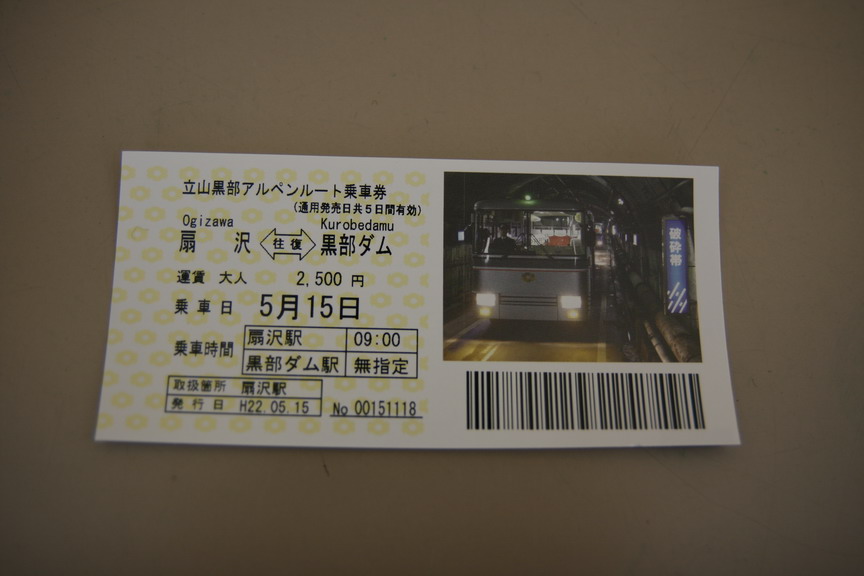 立山黒部アルペンルート乗車券
(通用発売日共5日間有効)
Ogizawa Kurobedamu
扇 沢 往復 黒部ダム
運賃 大人 2,500 円
乗車日 5月15日
乗車時間 扇沢駅 09:00
黒部ダム駅 無指定
取扱箇所 扇沢駅
発行日 H22.05.15 No 00151118
破砕帯